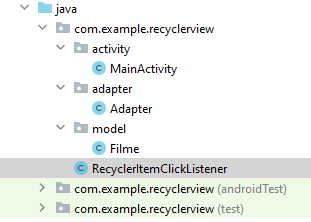 java
com.example.recyclerview
activity
MainActivity
adapter
Adapter
model
Filme
RecyclerItemClickListener
com.example.recyclerview (androidTest)
com.example.recyclerview (test)